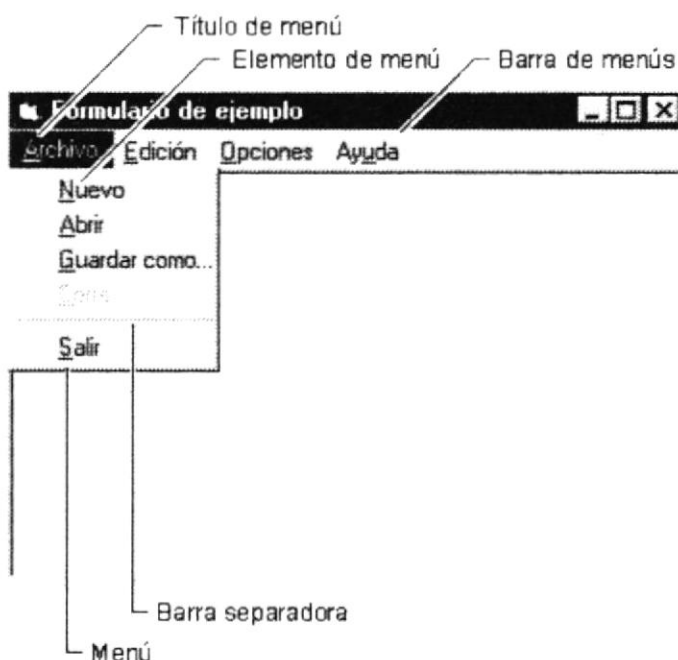 Título de menú
Elemento de menú
Barra de menús
Formulario de ejemplo
Archivo Edición Opciones Ayuda
Nuevo
Abrir
Guardar como...
Salir
Barra separadora
Menú